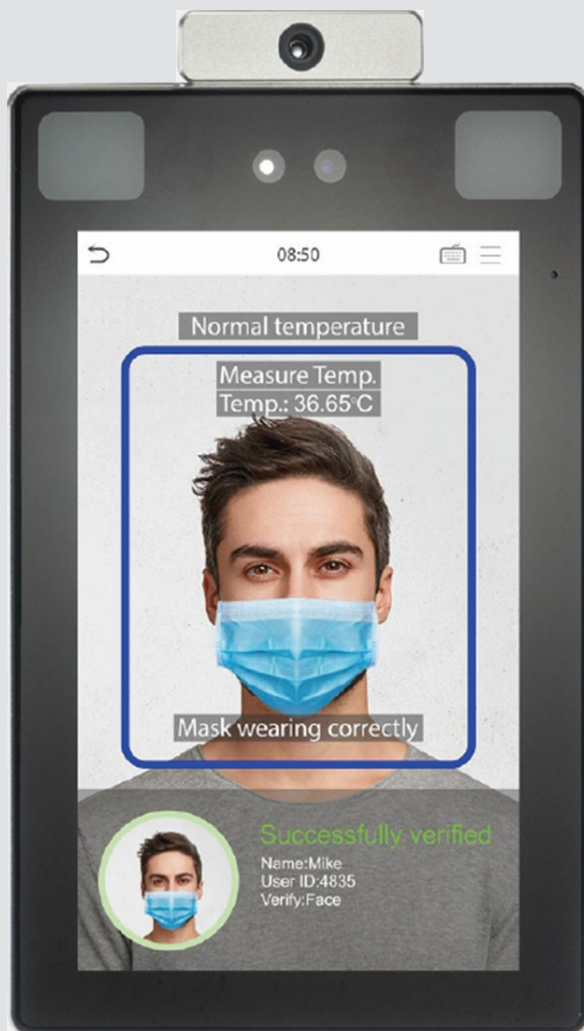 08:50
Normal temperature
Measure Temp.
Temp.: 36.65°C
Mask wearing correctly
Successfully verified
Name:Mike
User ID:4835
Verify:Face